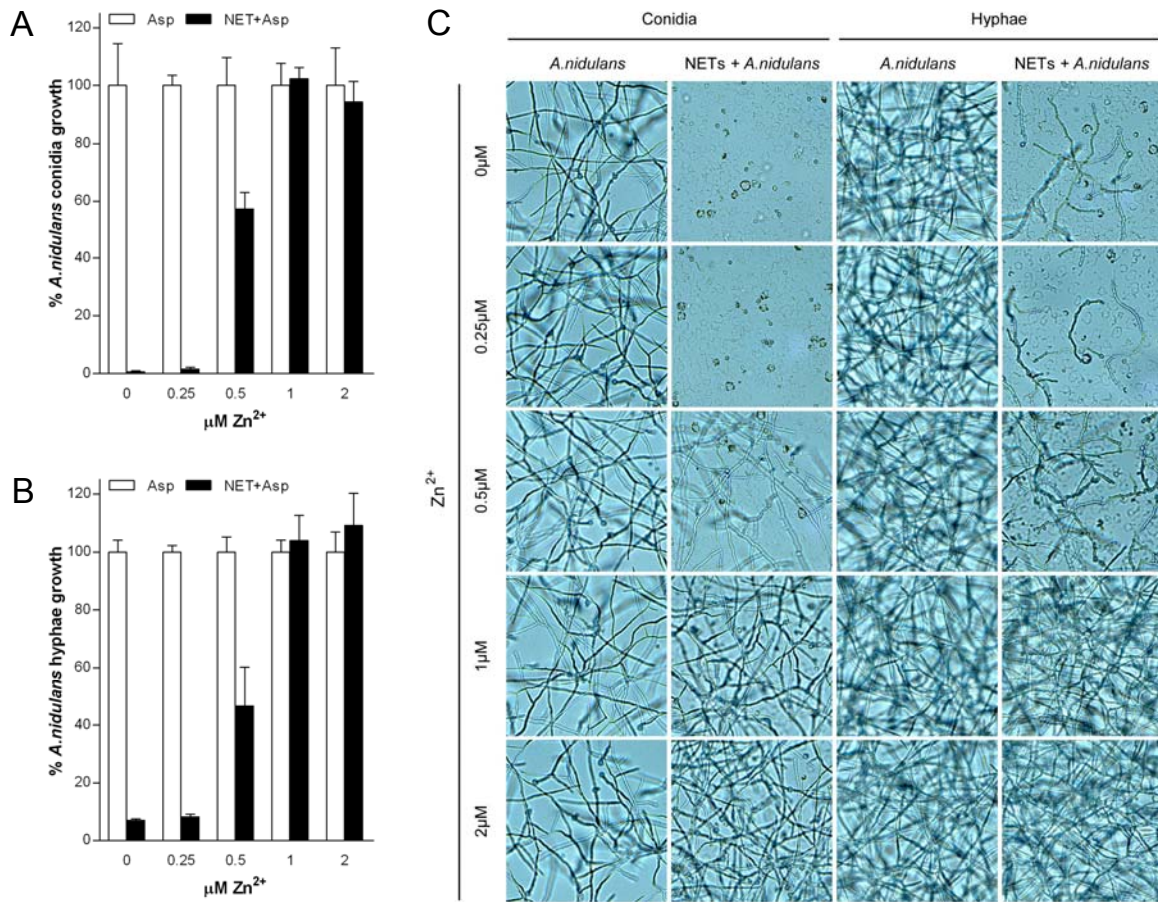 A
Asp NET+Asp
% A.nidulans conidia growth
120
100
80
60
40
20
0
0 0.25 0.5 1 2
μM Zn²⁺
B
Asp NET+Asp
% A.nidulans hyphae growth
120
100
80
60
40
20
0
0 0.25 0.5 1 2
μM Zn²⁺
C
Conidia Hyphae
A.nidulans NETs + A.nidulans A.nidulans NETs + A.nidulans
Zn²⁺
0μM
0.25μM
0.5μM
1μM
2μM